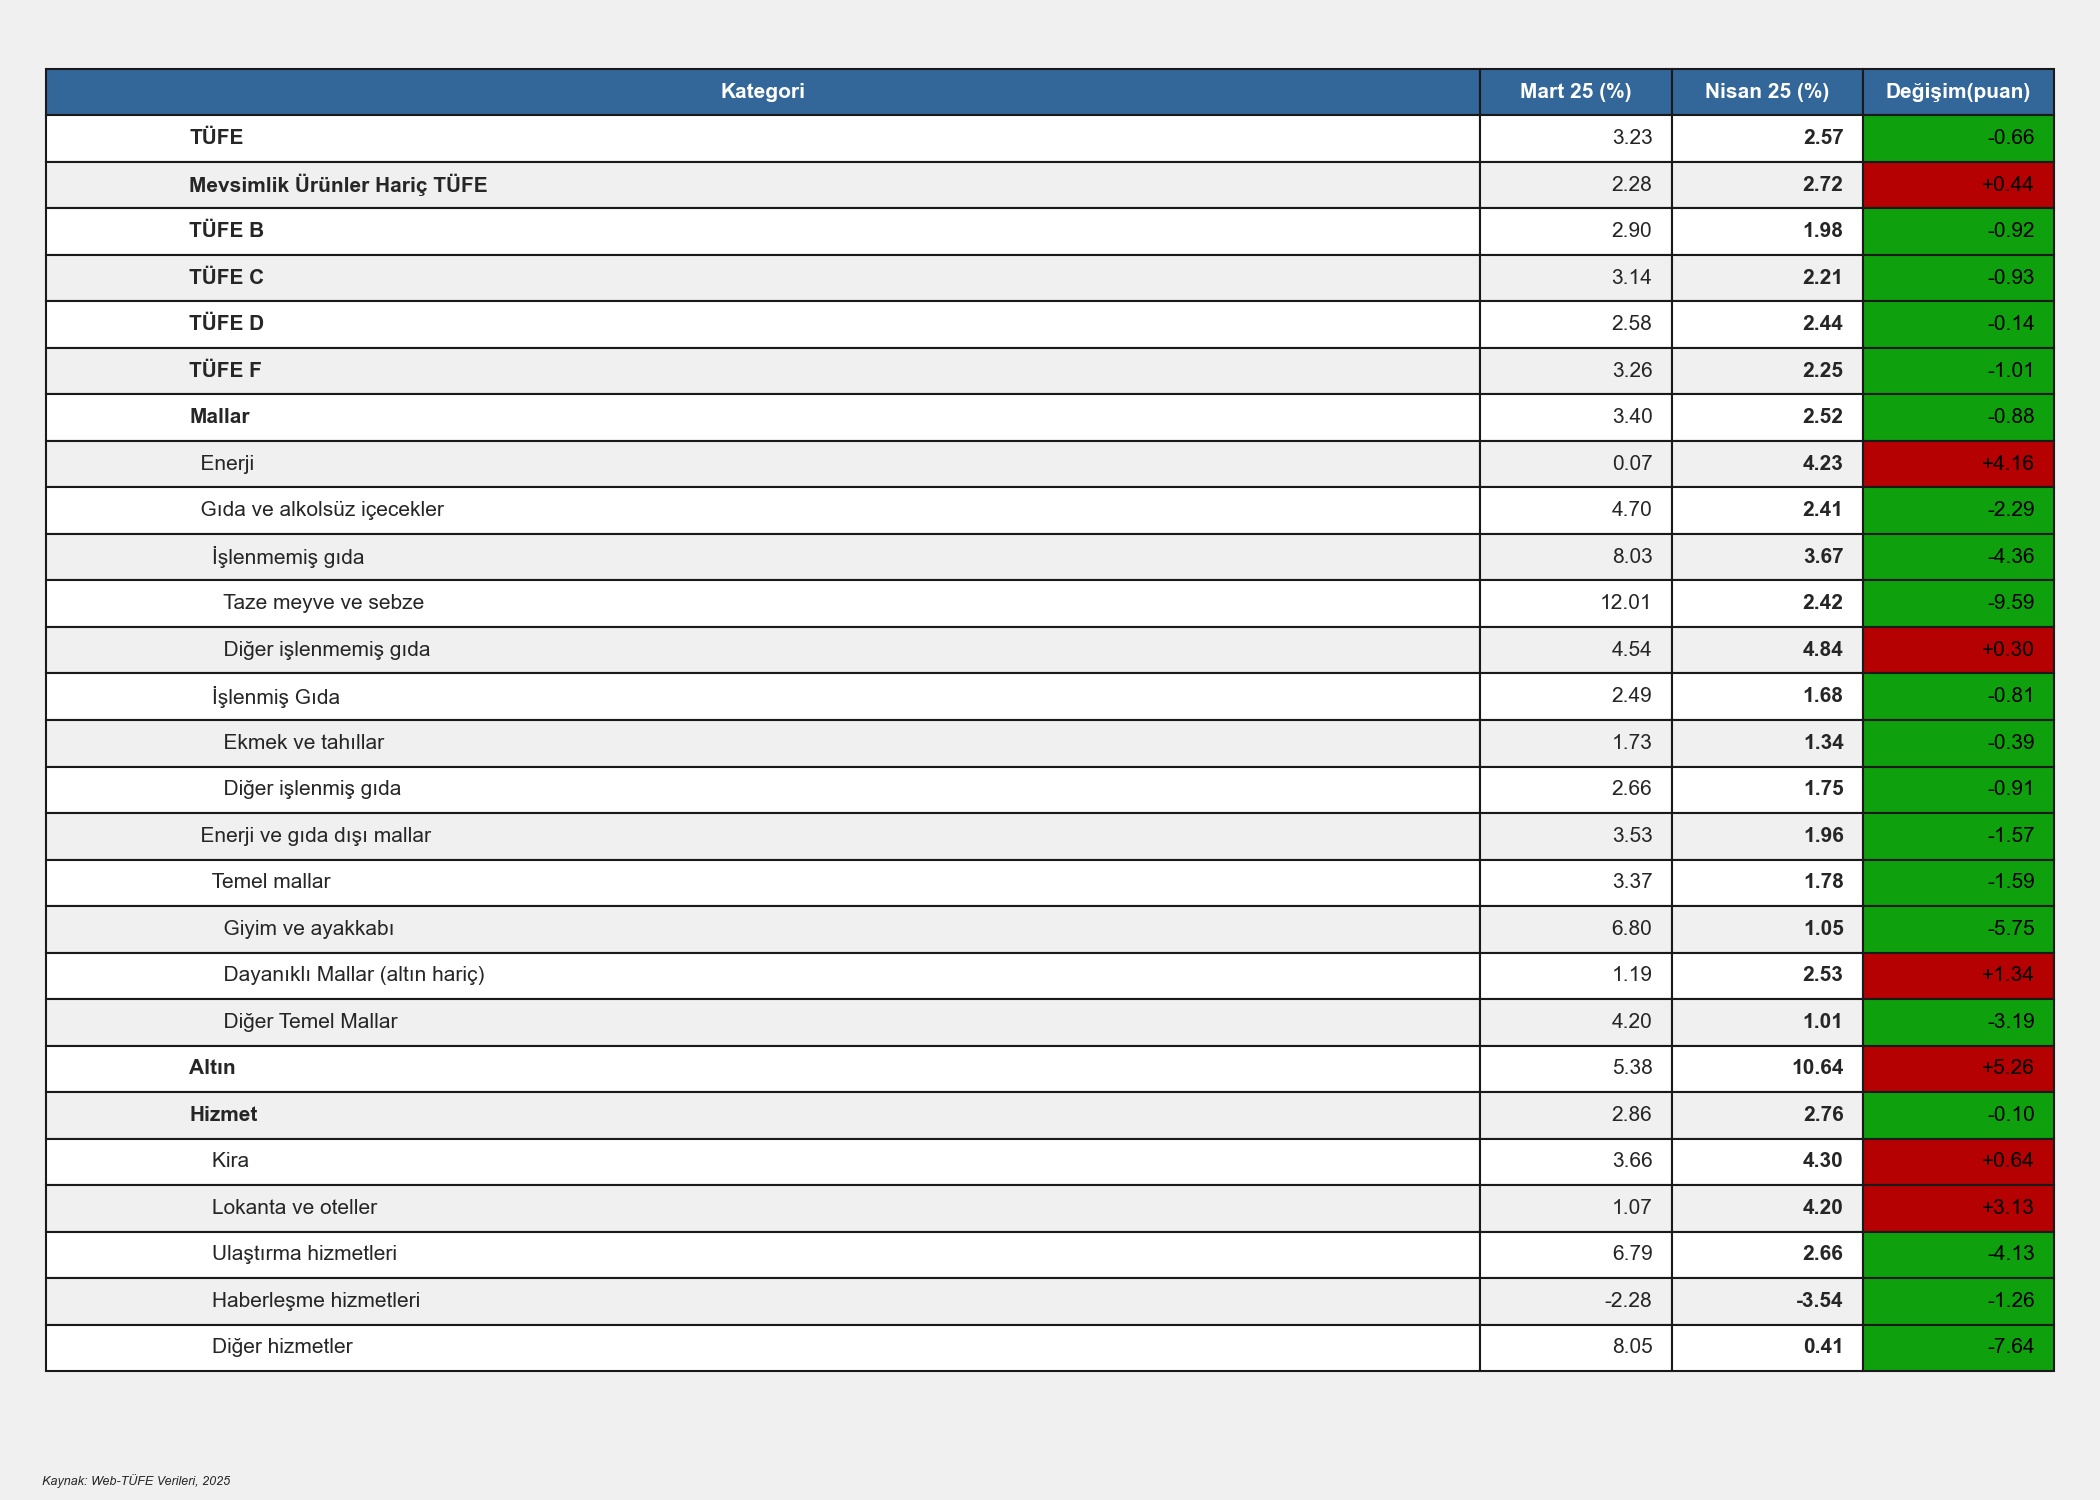 Kategori Mart 25 (%) Nisan 25 (%) Değişim(puan)
TÜFE 3.23 2.57 -0.66
Mevsimlik Ürünler Hariç TÜFE 2.28 2.72 +0.44
TÜFE B 2.90 1.98 -0.92
TÜFE C 3.14 2.21 -0.93
TÜFE D 2.58 2.44 -0.14
TÜFE F 3.26 2.25 -1.01
Mallar 3.40 2.52 -0.88
Enerji 0.07 4.23 +4.16
Gıda ve alkolsüz içecekler 4.70 2.41 -2.29
İşlenmemiş gıda 8.03 3.67 -4.36
Taze meyve ve sebze 12.01 2.42 -9.59
Diğer işlenmemiş gıda 4.54 4.84 +0.30
İşlenmiş Gıda 2.49 1.68 -0.81
Ekmek ve tahıllar 1.73 1.34 -0.39
Diğer işlenmiş gıda 2.66 1.75 -0.91
Enerji ve gıda dışı mallar 3.53 1.96 -1.57
Temel mallar 3.37 1.78 -1.59
Giyim ve ayakkabı 6.80 1.05 -5.75
Dayanıklı Mallar (altın hariç) 1.19 2.53 +1.34
Diğer Temel Mallar 4.20 1.01 -3.19
Altın 5.38 10.64 +5.26
Hizmet 2.86 2.76 -0.10
Kira 3.66 4.30 +0.64
Lokanta ve oteller 1.07 4.20 +3.13
Ulaştırma hizmetleri 6.79 2.66 -4.13
Haberleşme hizmetleri -2.28 -3.54 -1.26
Diğer hizmetler 8.05 0.41 -7.64
Kaynak: Web-TÜFE Verileri, 2025